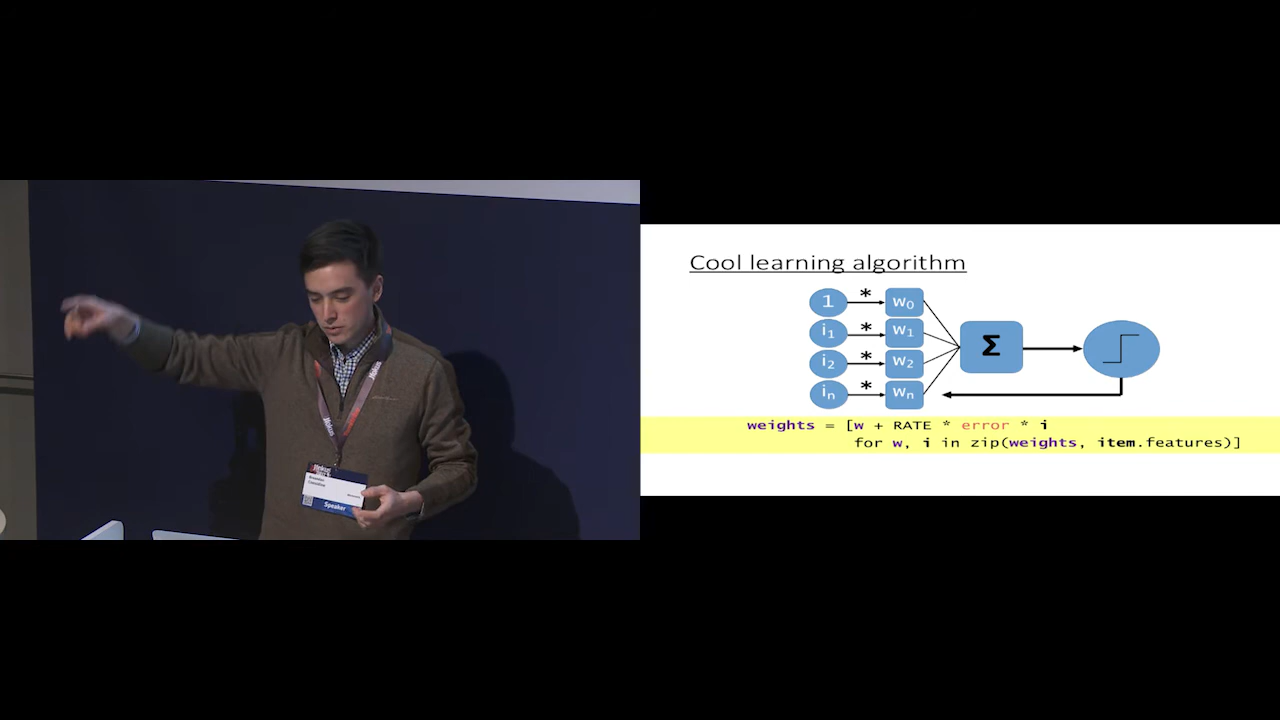 Cool learning algorithm
1 * w0
i1 * w1
i2 * w2
in * wn
Σ
weights = [w + RATE * error * i
for w, i in zip(weights, item.features)]
Speaker